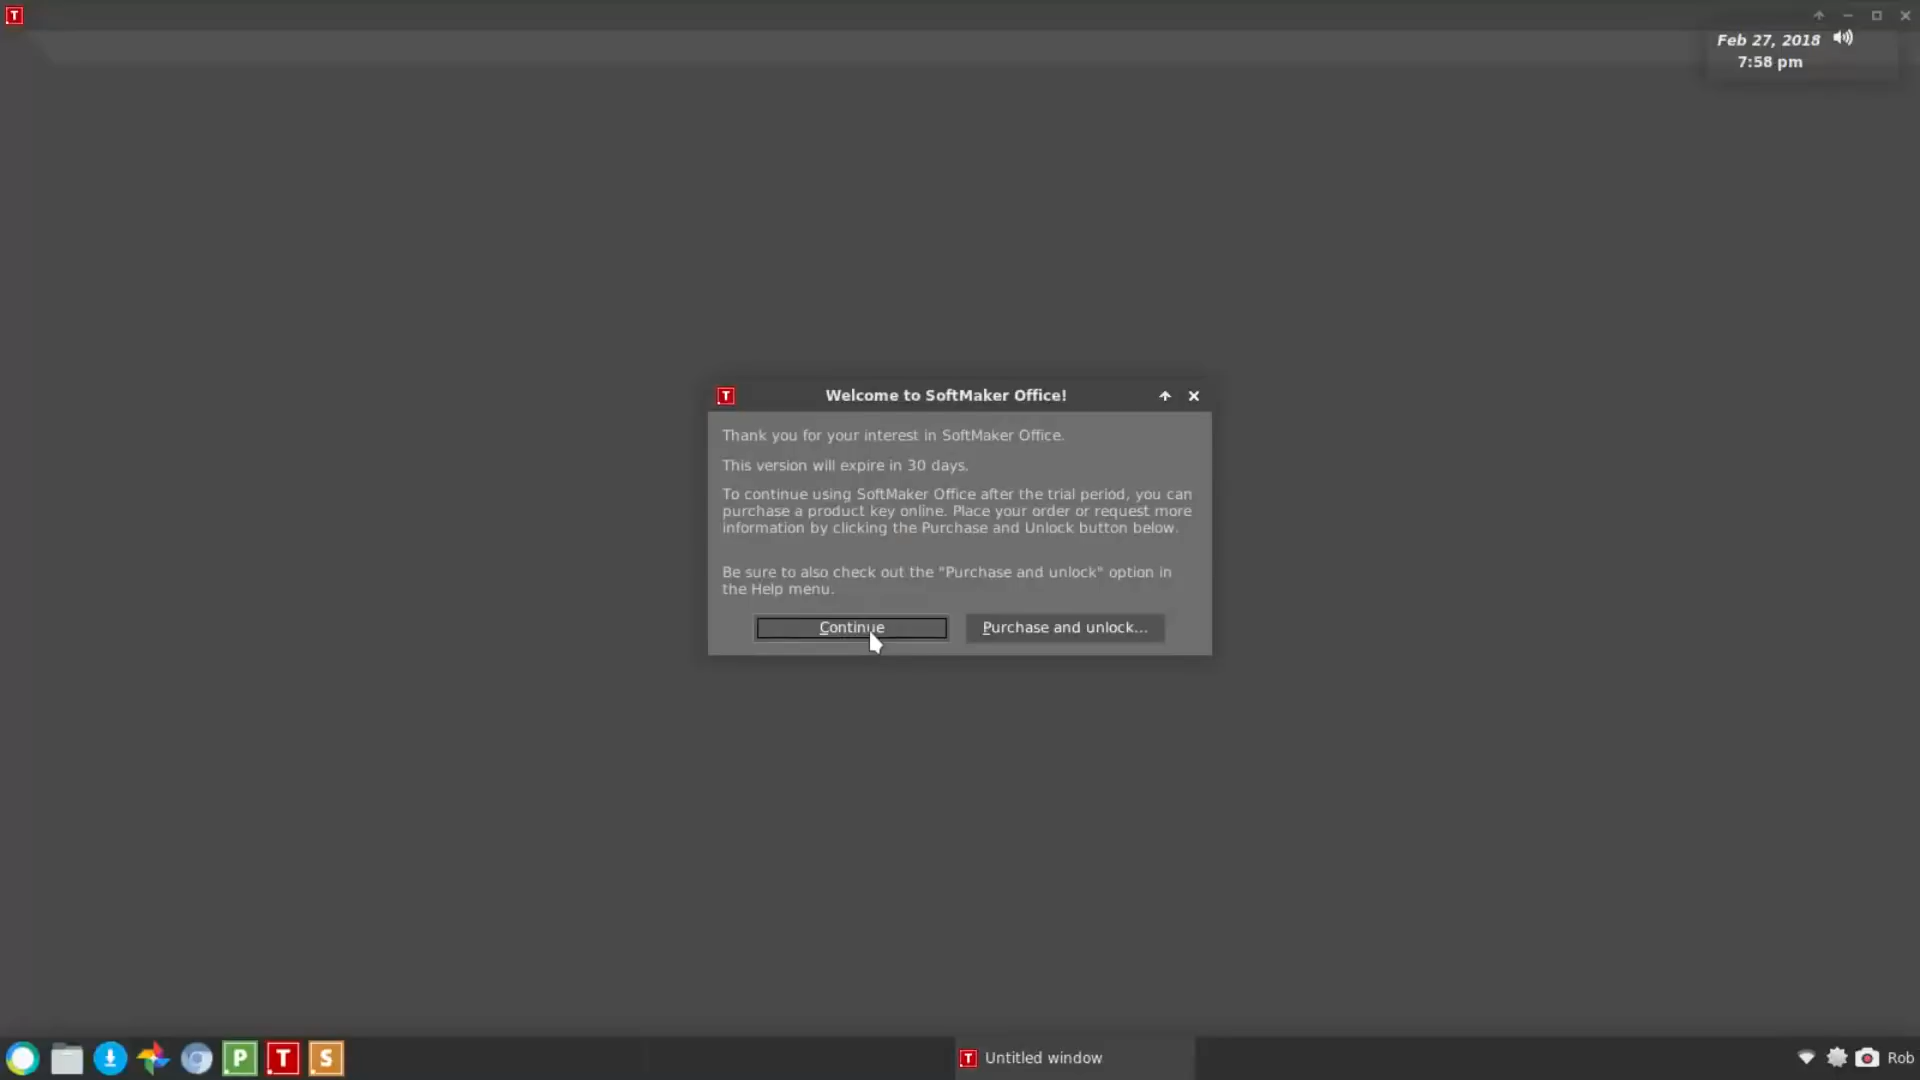 T
Feb 27, 2018
7:58 pm
T Welcome to SoftMaker Office!
Thank you for your interest in SoftMaker Office.
This version will expire in 30 days.
To continue using SoftMaker Office after the trial period, you can
purchase a product key online. Place your order or request more
information by clicking the Purchase and Unlock button below.
Be sure to also check out the "Purchase and unlock" option in
the Help menu.
Continue Purchase and unlock...
P T S T Untitled window Rob